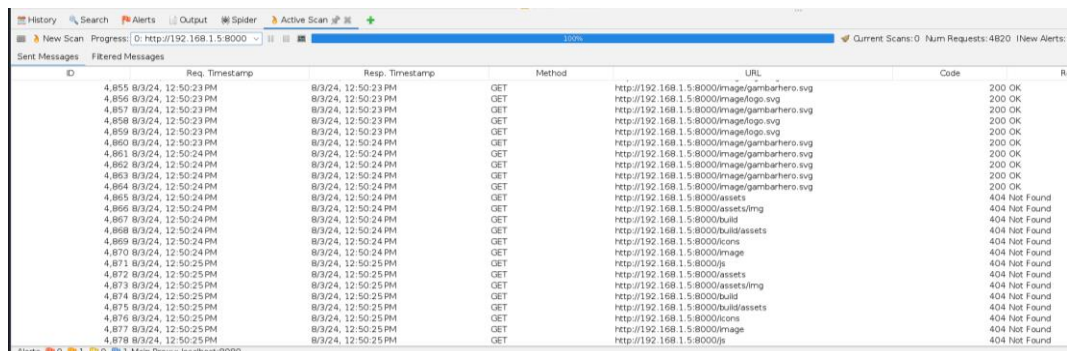 History Search Alerts Output Spider Active Scan
New Scan Progress: 0: http://192.168.1.5:8000 100% Current Scans: 0 Num Requests: 4820 New Alerts:
Sent Messages Filtered Messages
ID Req. Timestamp Resp. Timestamp Method URL Code
4,855 8/3/24, 12:50:23 PM 8/3/24, 12:50:23 PM GET http://192.168.1.5:8000/image/gambarhero.svg 200 OK
4,856 8/3/24, 12:50:23 PM 8/3/24, 12:50:23 PM GET http://192.168.1.5:8000/image/logo.svg 200 OK
4,857 8/3/24, 12:50:23 PM 8/3/24, 12:50:23 PM GET http://192.168.1.5:8000/image/gambarhero.svg 200 OK
4,858 8/3/24, 12:50:23 PM 8/3/24, 12:50:23 PM GET http://192.168.1.5:8000/image/logo.svg 200 OK
4,859 8/3/24, 12:50:23 PM 8/3/24, 12:50:23 PM GET http://192.168.1.5:8000/image/logo.svg 200 OK
4,860 8/3/24, 12:50:23 PM 8/3/24, 12:50:24 PM GET http://192.168.1.5:8000/image/gambarhero.svg 200 OK
4,861 8/3/24, 12:50:24 PM 8/3/24, 12:50:24 PM GET http://192.168.1.5:8000/image/gambarhero.svg 200 OK
4,862 8/3/24, 12:50:24 PM 8/3/24, 12:50:24 PM GET http://192.168.1.5:8000/image/gambarhero.svg 200 OK
4,863 8/3/24, 12:50:24 PM 8/3/24, 12:50:24 PM GET http://192.168.1.5:8000/image/gambarhero.svg 200 OK
4,864 8/3/24, 12:50:24 PM 8/3/24, 12:50:24 PM GET http://192.168.1.5:8000/image/gambarhero.svg 200 OK
4,865 8/3/24, 12:50:24 PM 8/3/24, 12:50:24 PM GET http://192.168.1.5:8000/assets 404 Not Found
4,866 8/3/24, 12:50:24 PM 8/3/24, 12:50:24 PM GET http://192.168.1.5:8000/assets/img 404 Not Found
4,867 8/3/24, 12:50:24 PM 8/3/24, 12:50:24 PM GET http://192.168.1.5:8000/build 404 Not Found
4,868 8/3/24, 12:50:24 PM 8/3/24, 12:50:24 PM GET http://192.168.1.5:8000/build/assets 404 Not Found
4,869 8/3/24, 12:50:24 PM 8/3/24, 12:50:24 PM GET http://192.168.1.5:8000/icons 404 Not Found
4,870 8/3/24, 12:50:24 PM 8/3/24, 12:50:24 PM GET http://192.168.1.5:8000/image 404 Not Found
4,871 8/3/24, 12:50:25 PM 8/3/24, 12:50:25 PM GET http://192.168.1.5:8000/js 404 Not Found
4,872 8/3/24, 12:50:25 PM 8/3/24, 12:50:25 PM GET http://192.168.1.5:8000/assets 404 Not Found
4,873 8/3/24, 12:50:25 PM 8/3/24, 12:50:25 PM GET http://192.168.1.5:8000/assets/img 404 Not Found
4,874 8/3/24, 12:50:25 PM 8/3/24, 12:50:25 PM GET http://192.168.1.5:8000/build 404 Not Found
4,875 8/3/24, 12:50:25 PM 8/3/24, 12:50:25 PM GET http://192.168.1.5:8000/build/assets 404 Not Found
4,876 8/3/24, 12:50:25 PM 8/3/24, 12:50:25 PM GET http://192.168.1.5:8000/icons 404 Not Found
4,877 8/3/24, 12:50:25 PM 8/3/24, 12:50:25 PM GET http://192.168.1.5:8000/image 404 Not Found
4,878 8/3/24, 12:50:25 PM 8/3/24, 12:50:25 PM GET http://192.168.1.5:8000/js 404 Not Found